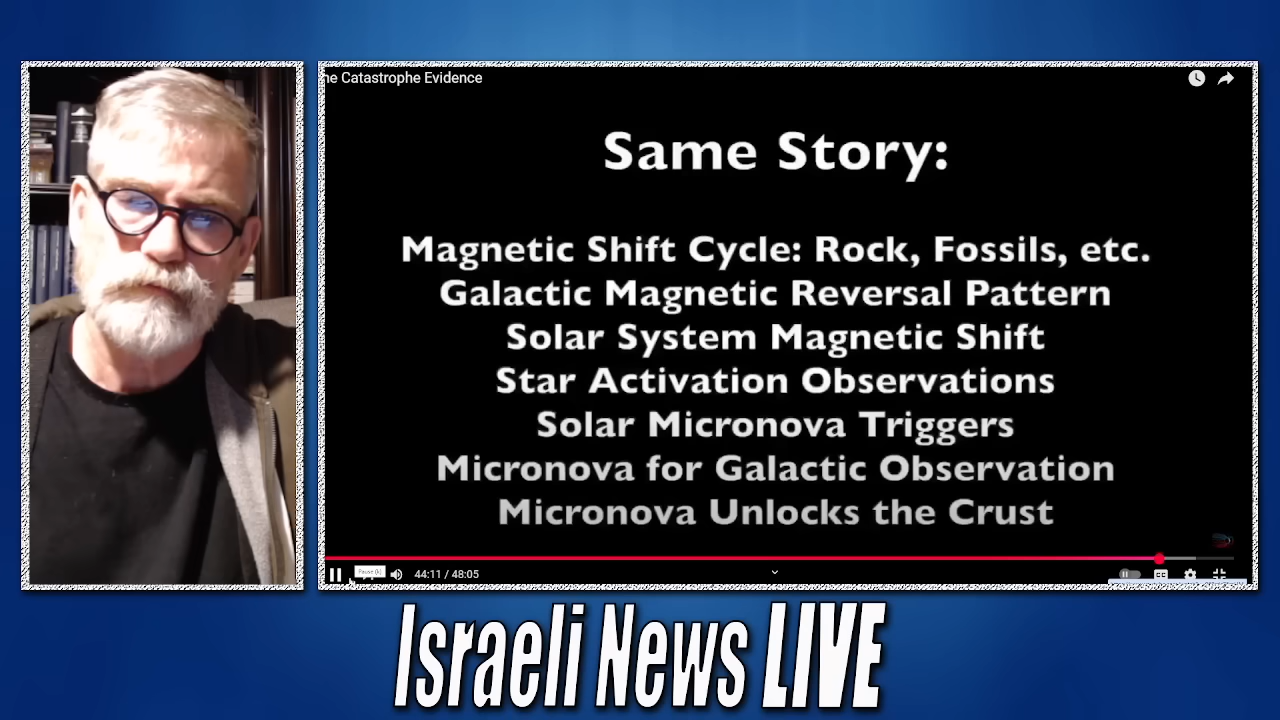 he Catastrophe Evidence
Same Story:
Magnetic Shift Cycle: Rock, Fossils, etc.
Galactic Magnetic Reversal Pattern
Solar System Magnetic Shift
Star Activation Observations
Solar Micronova Triggers
Micronova for Galactic Observation
Micronova Unlocks the Crust
Pause (k)
44:11 / 48:05
CC
Israeli News LIVE